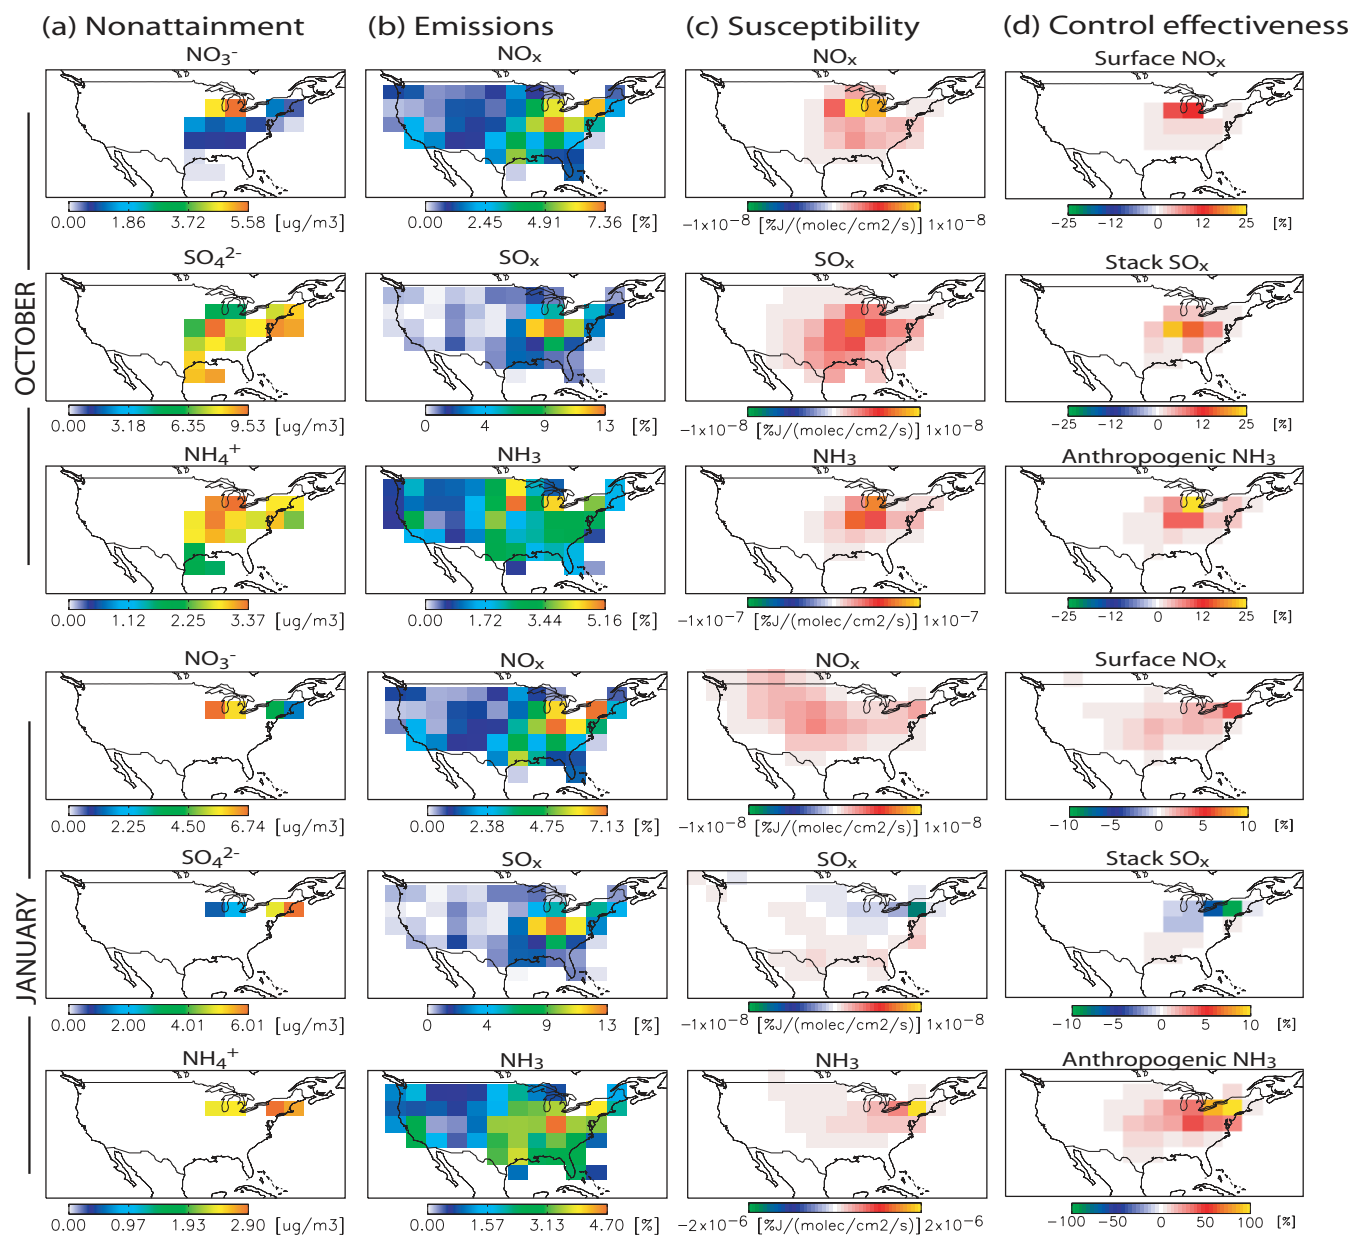 (a) Nonattainment (b) Emissions (c) Susceptibility (d) Control effectiveness
OCTOBER
NO₃⁻ NOₓ NOₓ Surface NOₓ
0.00 1.86 3.72 5.58 [ug/m3] 0.00 2.45 4.91 7.36 [%] −1x10−8 [%J/(molec/cm2/s)] 1x10−8 −25 −12 0 12 25 [%]
SO₄²⁻ SOₓ SOₓ Stack SOₓ
0.00 3.18 6.35 9.53 [ug/m3] 0 4 9 13 [%] −1x10−8 [%J/(molec/cm2/s)] 1x10−8 −25 −12 0 12 25 [%]
NH₄⁺ NH₃ NH₃ Anthropogenic NH₃
0.00 1.12 2.25 3.37 [ug/m3] 0.00 1.72 3.44 5.16 [%] −1x10−7 [%J/(molec/cm2/s)] 1x10−7 −25 −12 0 12 25 [%]
JANUARY
NO₃⁻ NOₓ NOₓ Surface NOₓ
0.00 2.25 4.50 6.74 [ug/m3] 0.00 2.38 4.75 7.13 [%] −1x10−8 [%J/(molec/cm2/s)] 1x10−8 −10 −5 0 5 10 [%]
SO₄²⁻ SOₓ SOₓ Stack SOₓ
0.00 2.00 4.01 6.01 [ug/m3] 0 4 9 13 [%] −1x10−8 [%J/(molec/cm2/s)] 1x10−8 −10 −5 0 5 10 [%]
NH₄⁺ NH₃ NH₃ Anthropogenic NH₃
0.00 0.97 1.93 2.90 [ug/m3] 0.00 1.57 3.13 4.70 [%] −2x10−6 [%J/(molec/cm2/s)] 2x10−6 −100 −50 0 50 100 [%]